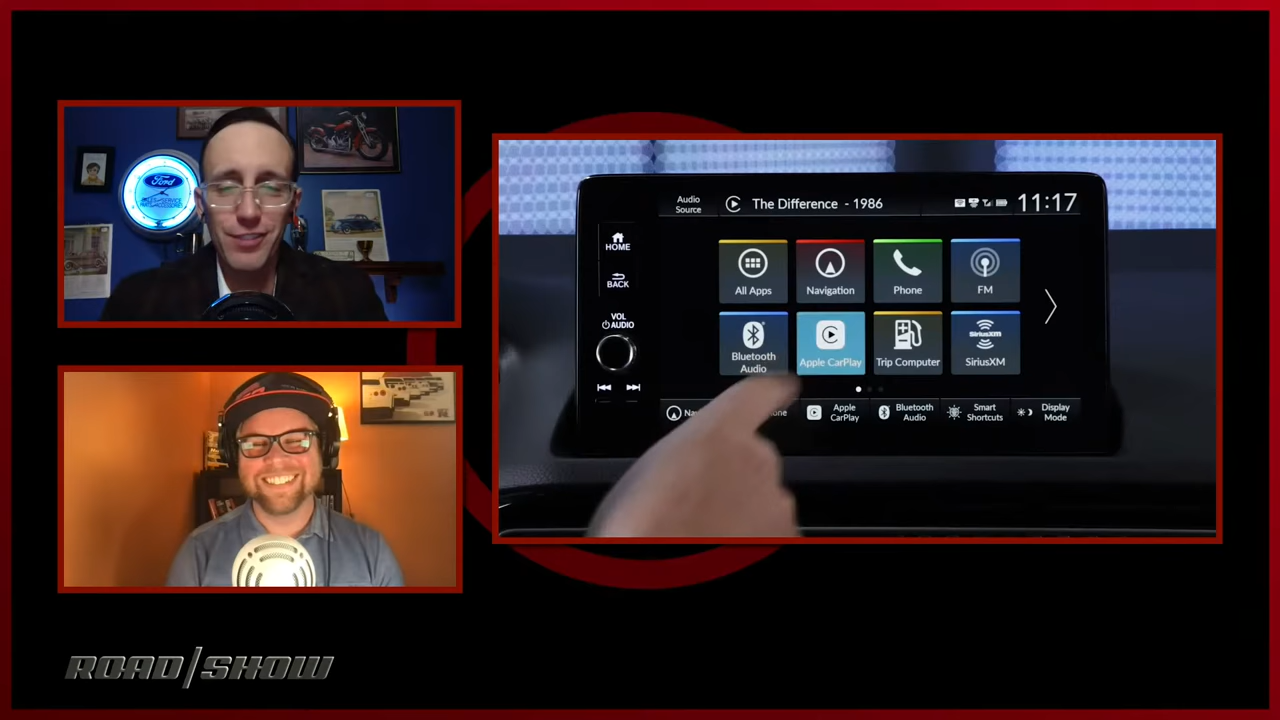 Ford
Audio
Source
The Difference - 1986
11:17
HOME
BACK
VOL
AUDIO
All Apps
Navigation
Phone
FM
Bluetooth
Audio
Apple CarPlay
Trip Computer
SiriusXM
SiriusXM
Apple
CarPlay
Bluetooth
Audio
Smart
Shortcuts
Display
Mode
ROAD/SHOW